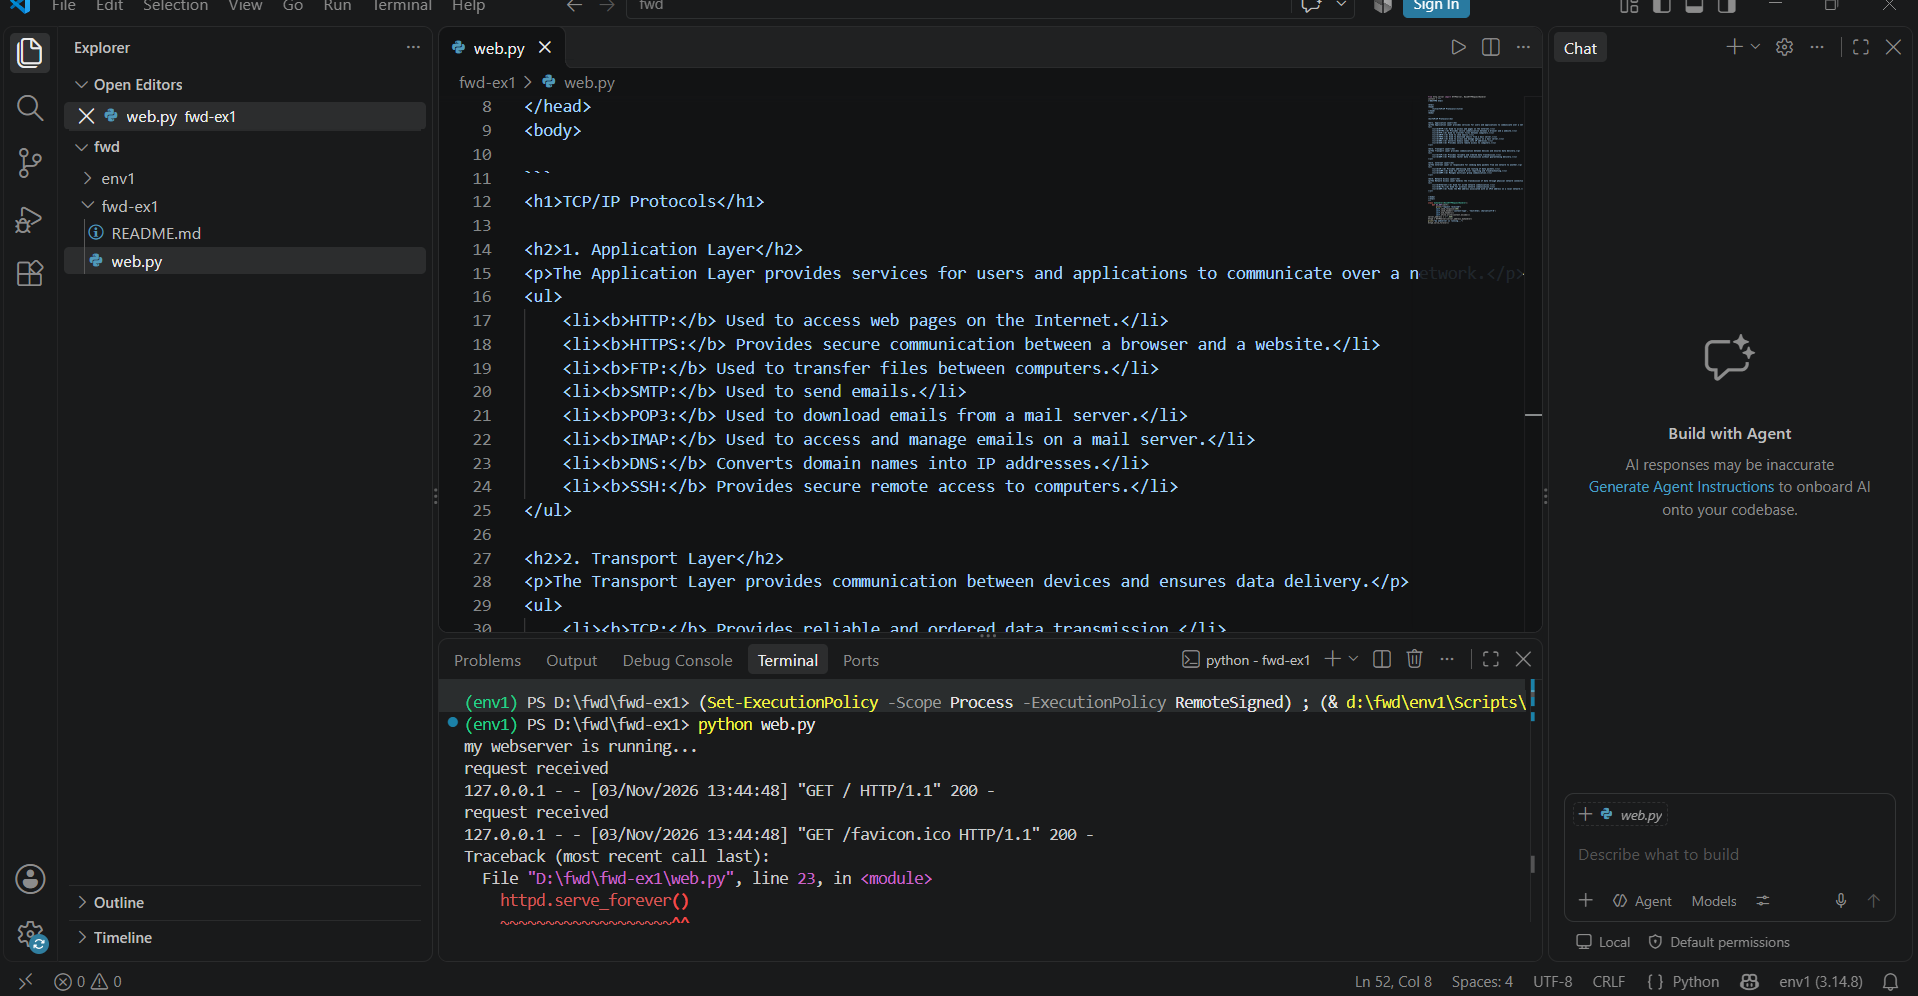 File Edit Selection View Go Run Terminal Help
fwd
Sign In
Explorer
Open Editors
web.py fwd-ex1
fwd
env1
fwd-ex1
README.md
web.py
Outline
Timeline
web.py
fwd-ex1 > web.py
8 </head>
9 <body>
10
11 ```
12 <h1>TCP/IP Protocols</h1>
13
14 <h2>1. Application Layer</h2>
15 <p>The Application Layer provides services for users and applications to communicate over a network.</p>
16 <ul>
17 <li><b>HTTP:</b> Used to access web pages on the Internet.</li>
18 <li><b>HTTPS:</b> Provides secure communication between a browser and a website.</li>
19 <li><b>FTP:</b> Used to transfer files between computers.</li>
20 <li><b>SMTP:</b> Used to send emails.</li>
21 <li><b>POP3:</b> Used to download emails from a mail server.</li>
22 <li><b>IMAP:</b> Used to access and manage emails on a mail server.</li>
23 <li><b>DNS:</b> Converts domain names into IP addresses.</li>
24 <li><b>SSH:</b> Provides secure remote access to computers.</li>
25 </ul>
26
27 <h2>2. Transport Layer</h2>
28 <p>The Transport Layer provides communication between devices and ensures data delivery.</p>
29 <ul>
30 <li><b>TCP:</b> Provides reliable and ordered data transmission.</li>
Problems Output Debug Console Terminal Ports
python - fwd-ex1
(env1) PS D:\fwd\fwd-ex1> (Set-ExecutionPolicy -Scope Process -ExecutionPolicy RemoteSigned) ; (& d:\fwd\env1\Scripts\
(env1) PS D:\fwd\fwd-ex1> python web.py
my webserver is running...
request received
127.0.0.1 - - [03/Nov/2026 13:44:48] "GET / HTTP/1.1" 200 -
request received
127.0.0.1 - - [03/Nov/2026 13:44:48] "GET /favicon.ico HTTP/1.1" 200 -
Traceback (most recent call last):
File "D:\fwd\fwd-ex1\web.py", line 23, in <module>
httpd.serve_forever()
~~~~~~~~~~~~~~~~~~~^^
Chat
Build with Agent
AI responses may be inaccurate
Generate Agent Instructions to onboard AI
onto your codebase.
web.py
Describe what to build
Agent Models
Local Default permissions
0 0
Ln 52, Col 8 Spaces: 4 UTF-8 CRLF { } Python env1 (3.14.8)